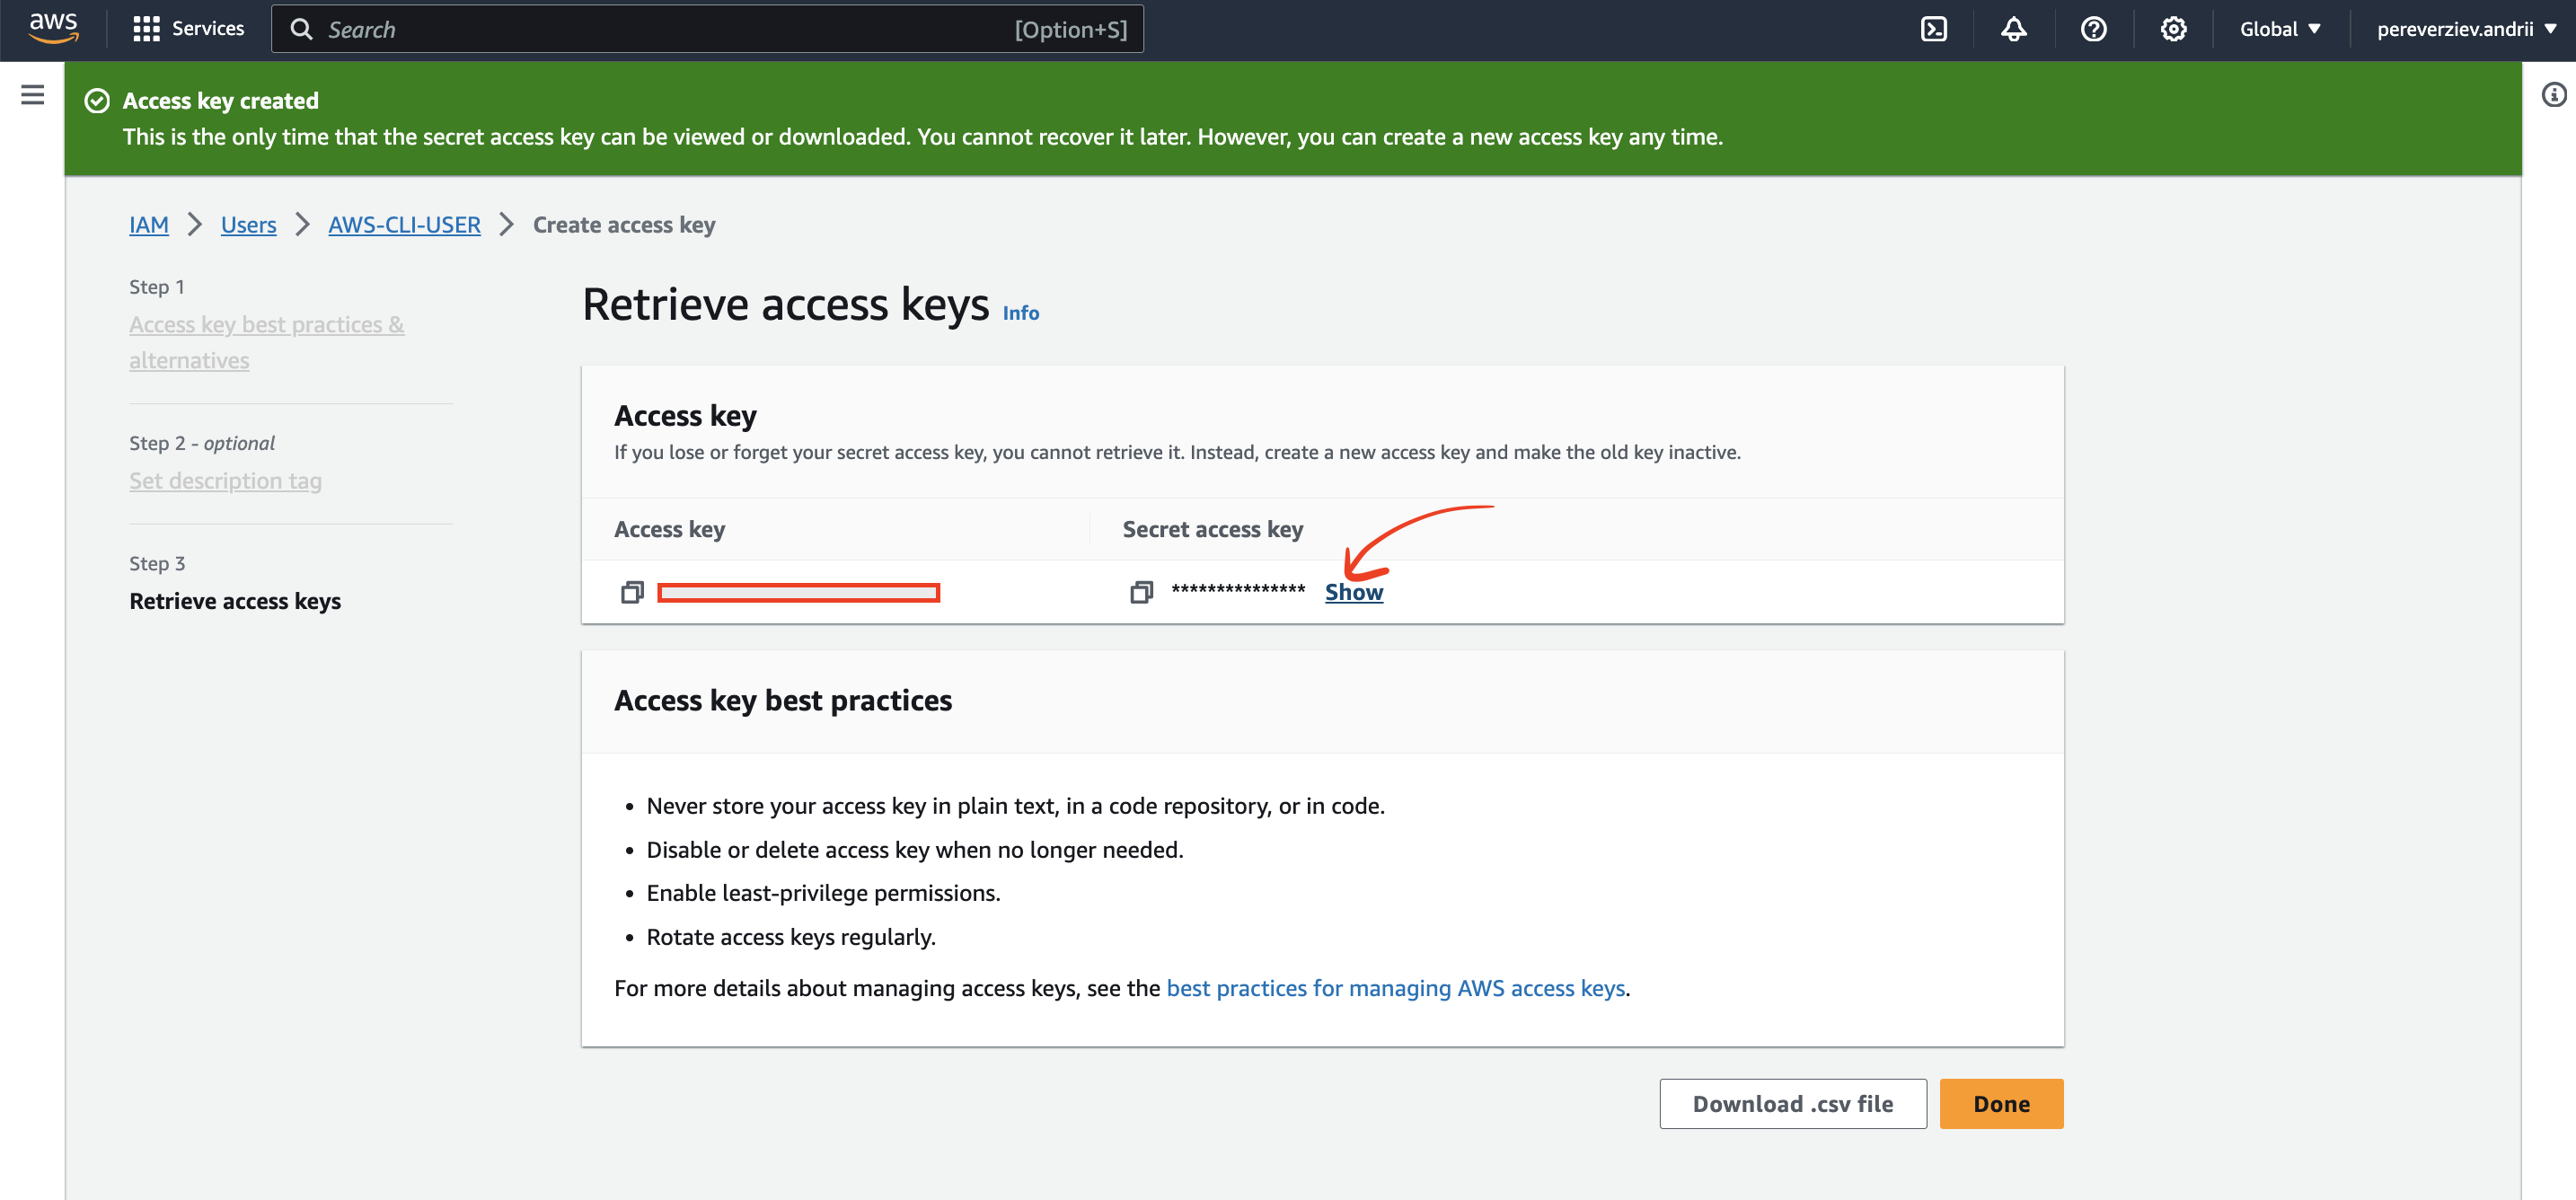 aws
Services
Search
[Option+S]
Global
pereverziev.andrii
Access key created
This is the only time that the secret access key can be viewed or downloaded. You cannot recover it later. However, you can create a new access key any time.
IAM
Users
AWS-CLI-USER
Create access key
Step 1
Access key best practices &
alternatives
Step 2 - optional
Set description tag
Step 3
Retrieve access keys
Retrieve access keys Info
Access key
If you lose or forget your secret access key, you cannot retrieve it. Instead, create a new access key and make the old key inactive.
Access key
Secret access key
*************** Show
Access key best practices
• Never store your access key in plain text, in a code repository, or in code.
• Disable or delete access key when no longer needed.
• Enable least-privilege permissions.
• Rotate access keys regularly.
For more details about managing access keys, see the best practices for managing AWS access keys.
Download .csv file
Done